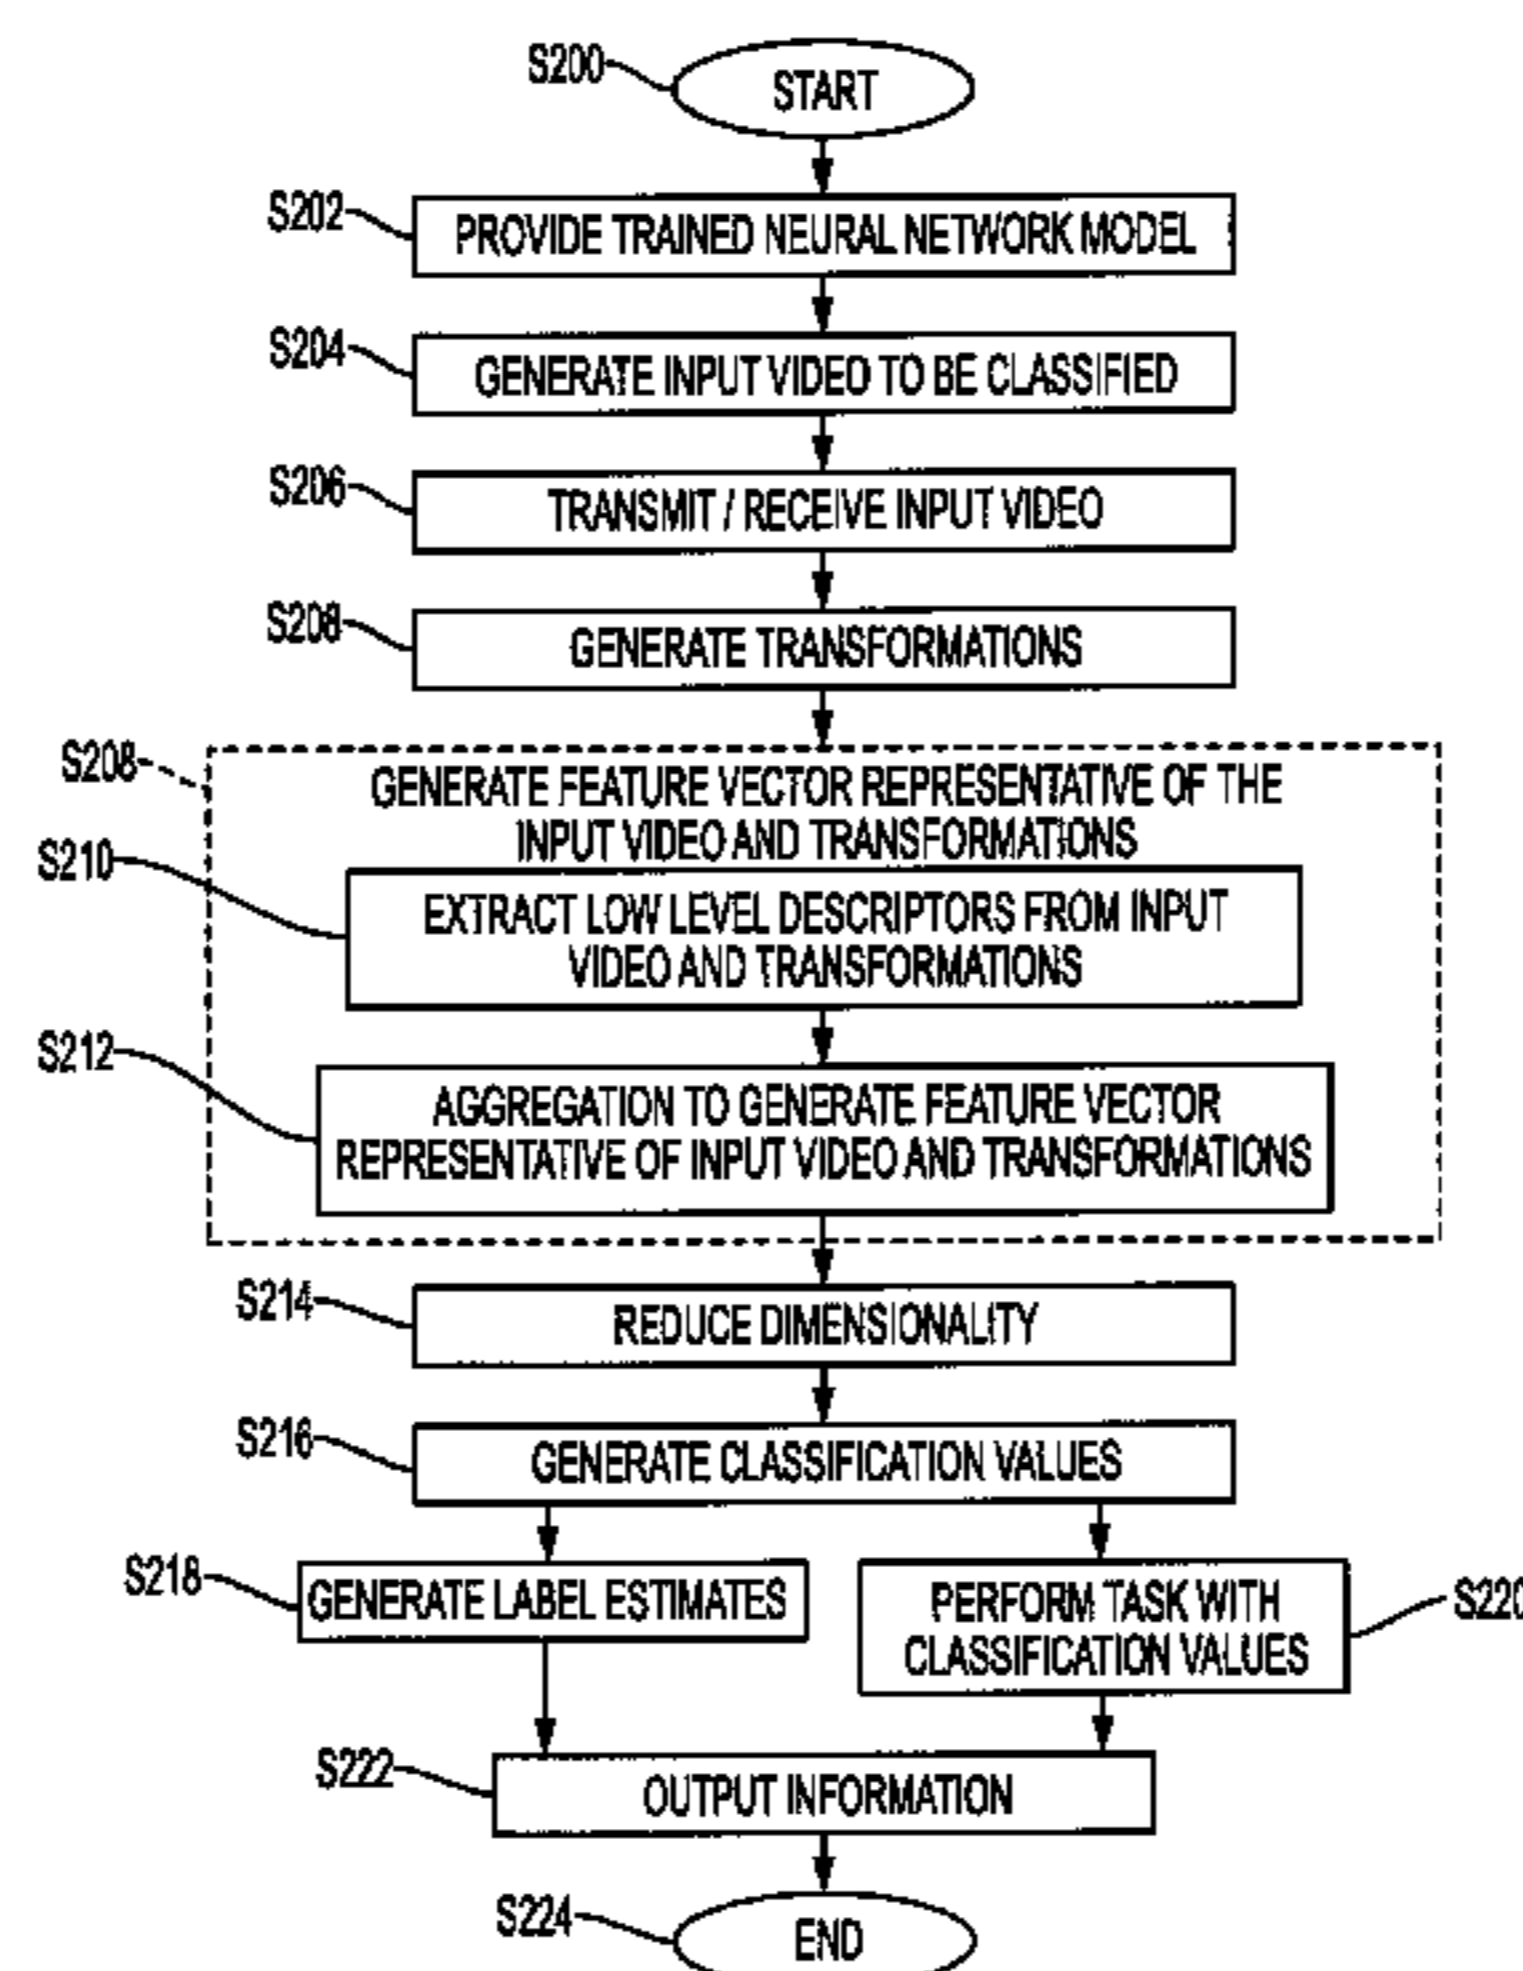 S200
START
S202
PROVIDE TRAINED NEURAL NETWORK MODEL
S204
GENERATE INPUT VIDEO TO BE CLASSIFIED
S206
TRANSMIT / RECEIVE INPUT VIDEO
S208
GENERATE TRANSFORMATIONS
S208
GENERATE FEATURE VECTOR REPRESENTATIVE OF THE
INPUT VIDEO AND TRANSFORMATIONS
S210
EXTRACT LOW LEVEL DESCRIPTORS FROM INPUT
VIDEO AND TRANSFORMATIONS
S212
AGGREGATION TO GENERATE FEATURE VECTOR
REPRESENTATIVE OF INPUT VIDEO AND TRANSFORMATIONS
S214
REDUCE DIMENSIONALITY
S216
GENERATE CLASSIFICATION VALUES
S218
GENERATE LABEL ESTIMATES
PERFORM TASK WITH
CLASSIFICATION VALUES
S220
S222
OUTPUT INFORMATION
S224
END